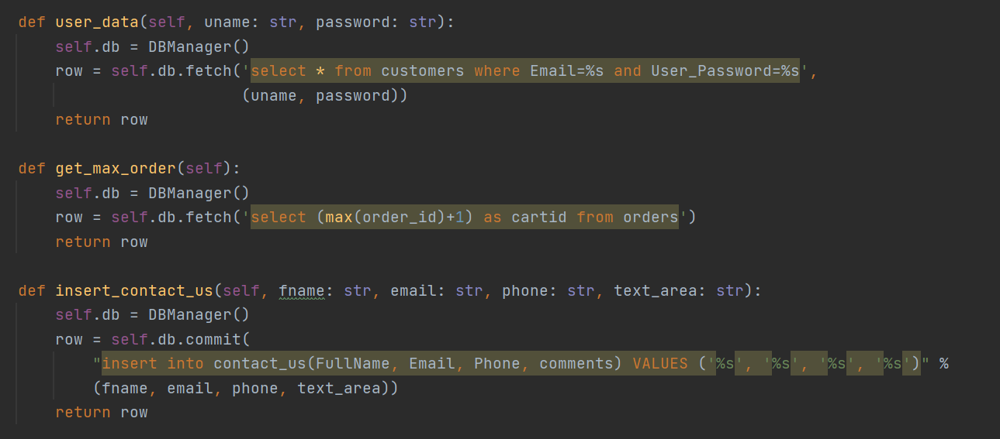 def user_data(self, uname: str, password: str):
    self.db = DBManager()
    row = self.db.fetch('select * from customers where Email=%s and User_Password=%s',
                        (uname, password))
    return row

def get_max_order(self):
    self.db = DBManager()
    row = self.db.fetch('select (max(order_id)+1) as cartid from orders')
    return row

def insert_contact_us(self, fname: str, email: str, phone: str, text_area: str):
    self.db = DBManager()
    row = self.db.commit(
        "insert into contact_us(FullName, Email, Phone, comments) VALUES ('%s', '%s', '%s', '%s')" %
        (fname, email, phone, text_area))
    return row